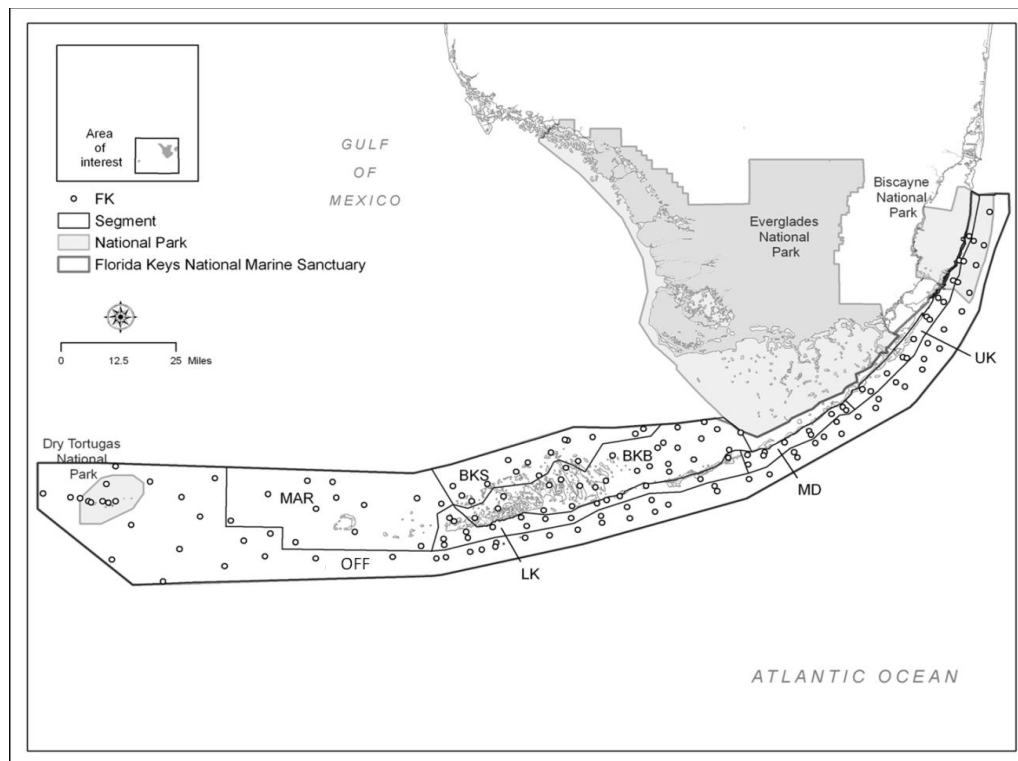 GULF
OF
MEXICO
Area
of
interest
FK
Segment
National Park
Florida Keys National Marine Sanctuary
0 12.5 25 Miles
Biscayne
National
Park
Everglades
National
Park
UK
Dry Tortugas
National
Park
MAR
BKS
BKB
MD
OFF
LK
ATLANTIC OCEAN